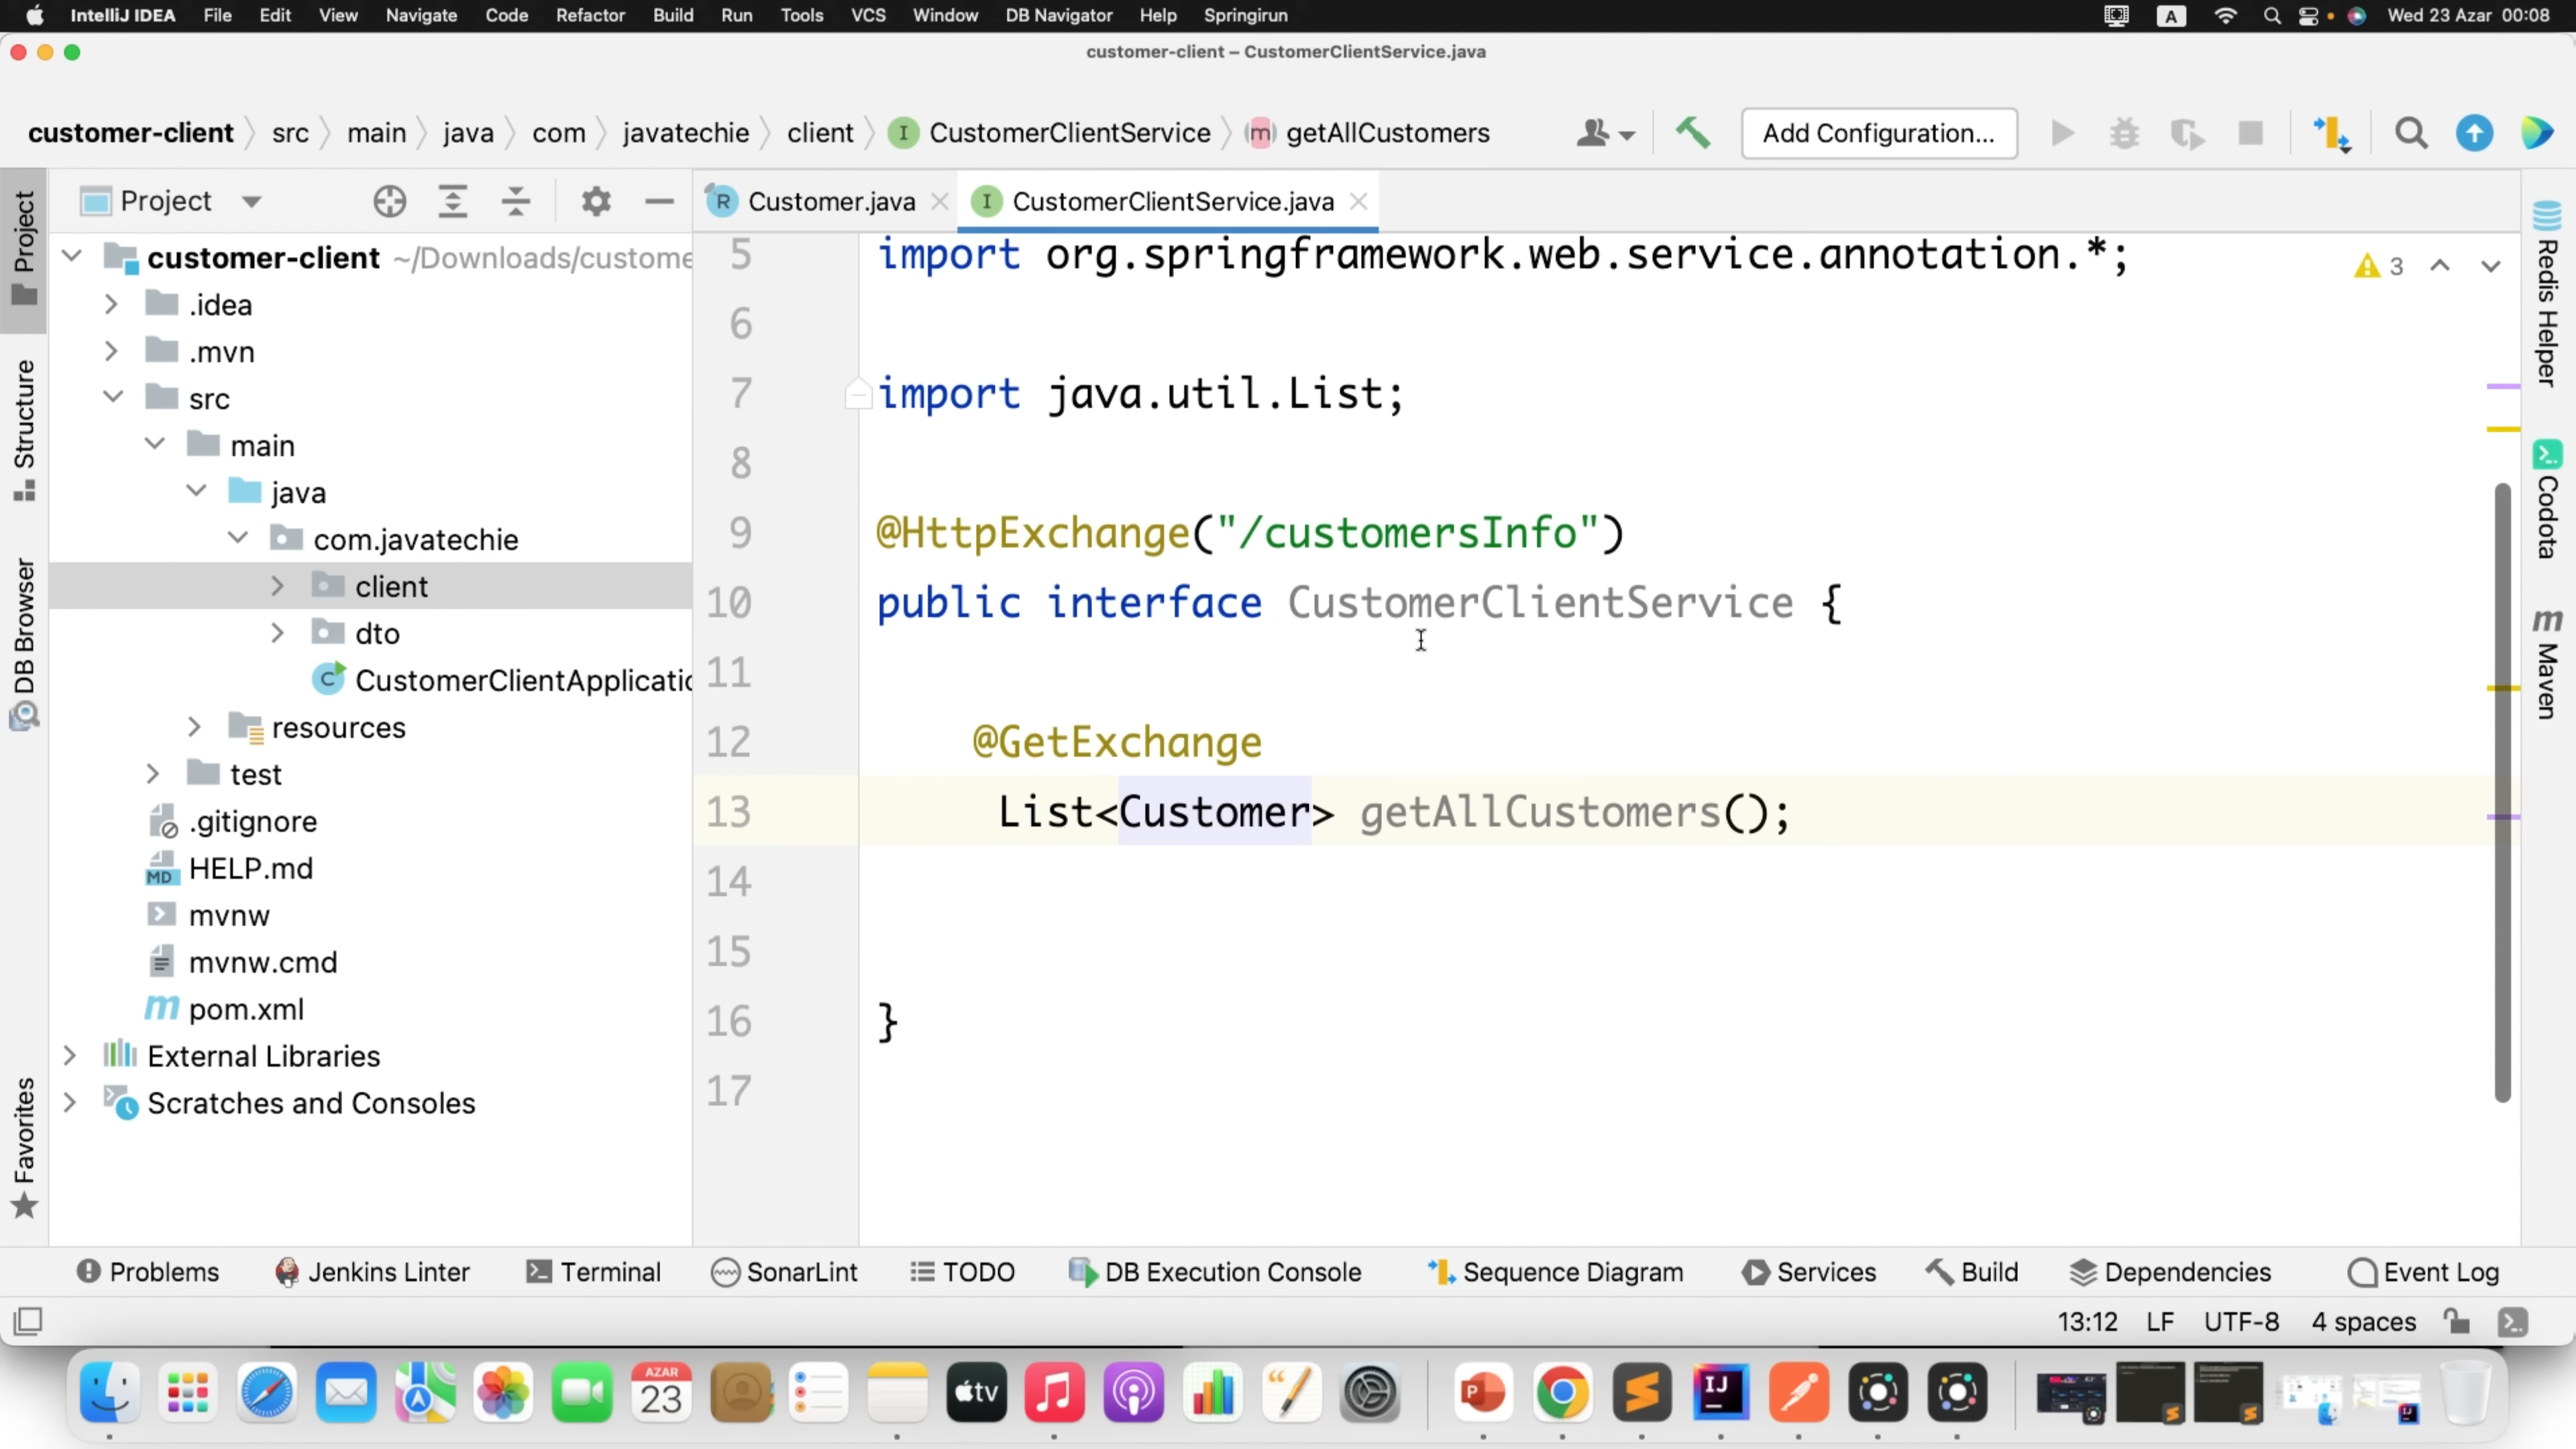 IntelliJ IDEA File Edit View Navigate Code Refactor Build Run Tools VCS Window DB Navigator Help Springirun A Wed 23 Azar 00:08
customer-client – CustomerClientService.java
customer-client src main java com javatechie client I CustomerClientService m getAllCustomers Add Configuration...
Project
R Customer.java
I CustomerClientService.java
customer-client ~/Downloads/custome
.idea
.mvn
src
main
java
com.javatechie
client
dto
C CustomerClientApplicatio
resources
test
.gitignore
MD HELP.md
mvnw
mvnw.cmd
m pom.xml
External Libraries
Scratches and Consoles
Project
Structure
DB Browser
Favorites
5 import org.springframework.web.service.annotation.*;
6
7 import java.util.List;
8
9 @HttpExchange("/customersInfo")
10 public interface CustomerClientService {
11
12 @GetExchange
13 List<Customer> getAllCustomers();
14
15
16 }
17
3
Redis Helper
Codota
m Maven
Problems Jenkins Linter Terminal SonarLint TODO DB Execution Console Sequence Diagram Services Build Dependencies Event Log
13:12 LF UTF-8 4 spaces
AZAR
23
tv
P
IJ